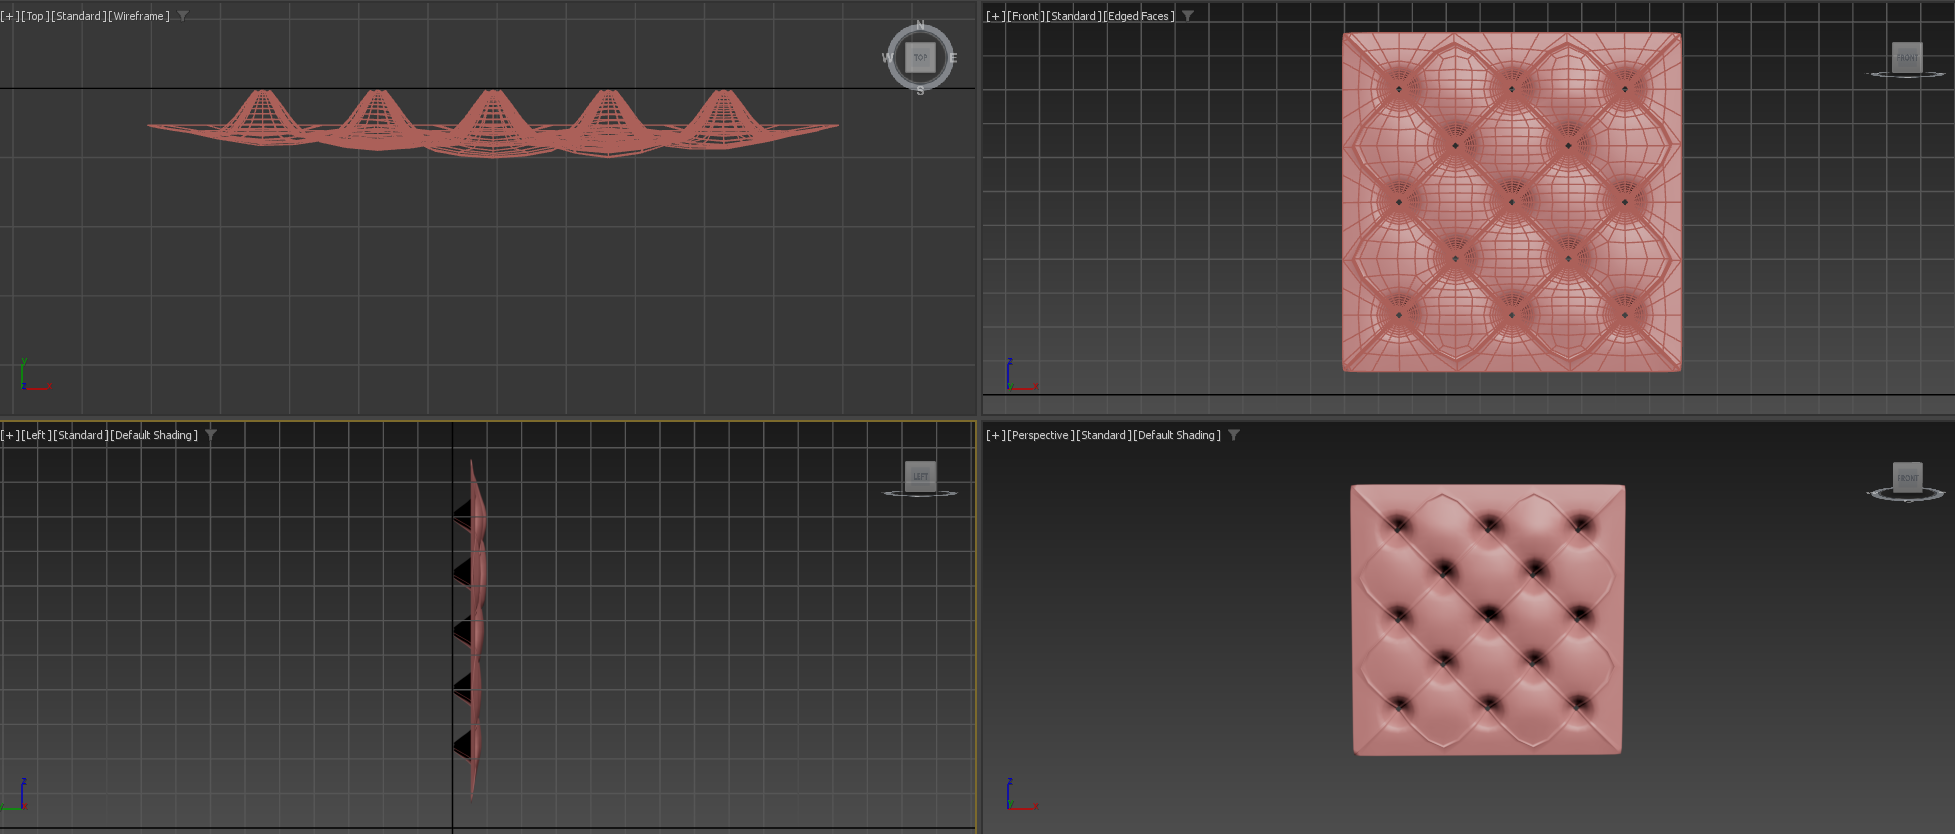 [+][Top][Standard][Wireframe]
N
W TOP E
S
y
z x
[+][Front][Standard][Edged Faces]
FRONT
z
y x
[+][Left][Standard][Default Shading]
LEFT
z
y x
[+][Perspective][Standard][Default Shading]
FRONT
z
y x